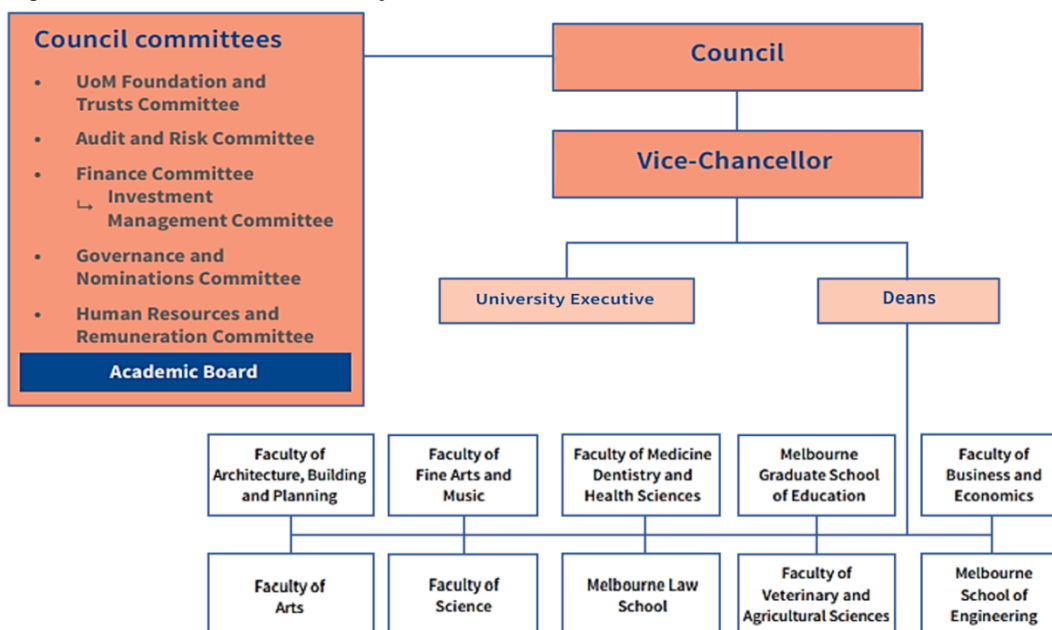 Council committees
• UoM Foundation and
Trusts Committee
• Audit and Risk Committee
• Finance Committee
↳ Investment
Management Committee
• Governance and
Nominations Committee
• Human Resources and
Remuneration Committee
Academic Board
Council
Vice-Chancellor
University Executive
Deans
Faculty of
Architecture, Building
and Planning
Faculty of
Fine Arts and
Music
Faculty of Medicine
Dentistry and
Health Sciences
Melbourne
Graduate School
of Education
Faculty of
Business and
Economics
Faculty of
Arts
Faculty of
Science
Melbourne Law
School
Faculty of
Veterinary and
Agricultural Sciences
Melbourne
School of
Engineering